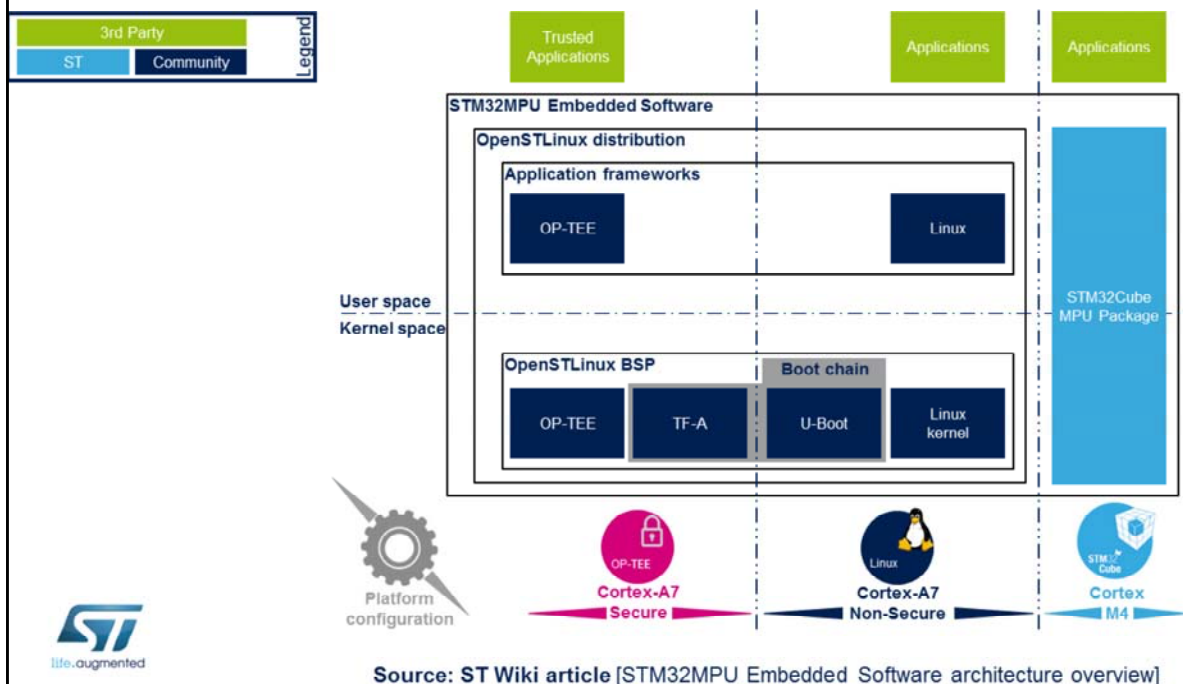 3rd Party
ST
Community
Legend
Trusted
Applications
Applications
Applications
STM32MPU Embedded Software
OpenSTLinux distribution
Application frameworks
OP-TEE
Linux
User space
Kernel space
STM32Cube
MPU Package
OpenSTLinux BSP
Boot chain
OP-TEE
TF-A
U-Boot
Linux
kernel
Platform
configuration
OP-TEE
Cortex-A7
Secure
Linux
Cortex-A7
Non-Secure
STM32
Cube
Cortex
M4
ST
life.augmented
Source: ST Wiki article [STM32MPU Embedded Software architecture overview]